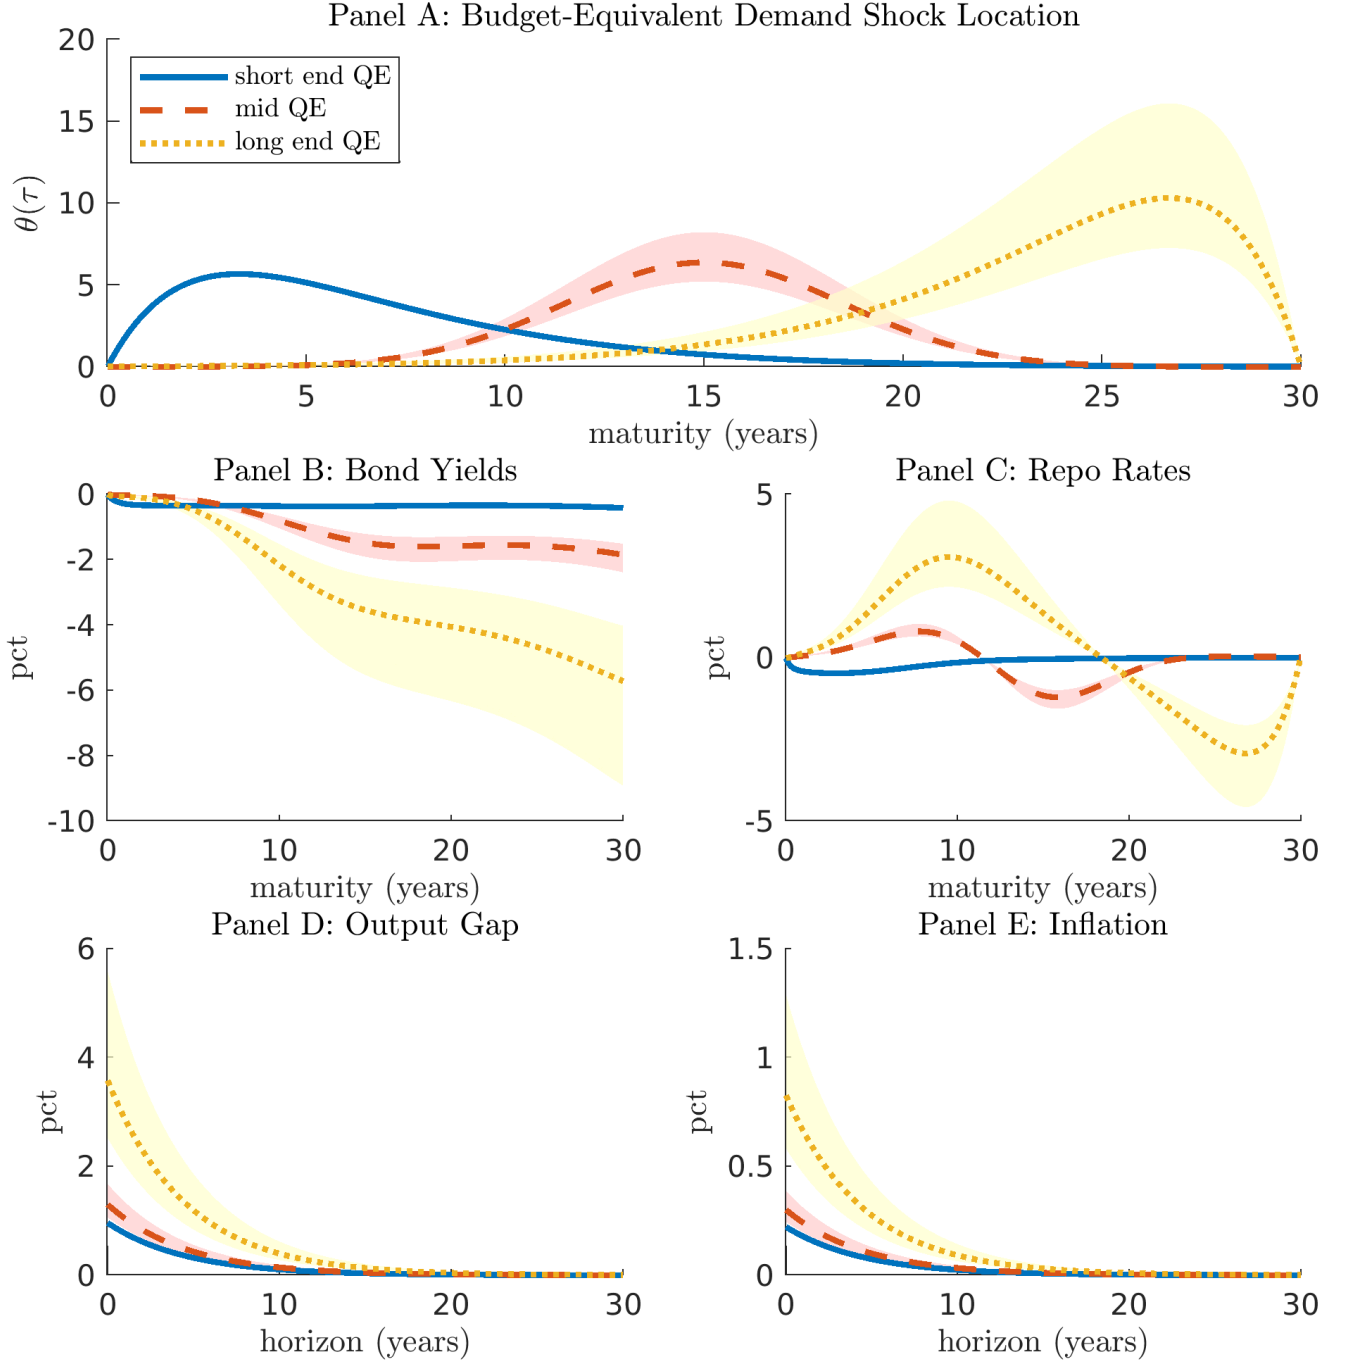 Panel A: Budget-Equivalent Demand Shock Location
20
15
10
5
0
θ(τ)
short end QE
mid QE
long end QE
0 5 10 15 20 25 30
maturity (years)
Panel B: Bond Yields
0
-2
-4
-6
-8
-10
pct
0 10 20 30
maturity (years)
Panel C: Repo Rates
5
0
-5
pct
0 10 20 30
maturity (years)
Panel D: Output Gap
6
4
2
0
pct
0 10 20 30
horizon (years)
Panel E: Inflation
1.5
1
0.5
0
pct
0 10 20 30
horizon (years)